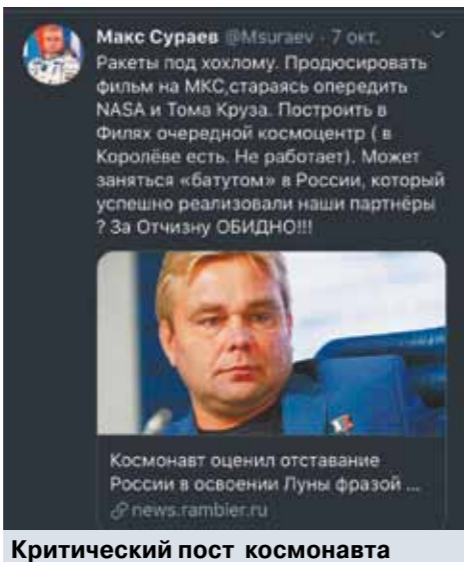 Макс Сураев @Msuraev · 7 окт.
Ракеты под хохлому. Продюсировать
фильм на МКС,стараясь опередить
NASA и Тома Круза. Построить в
Филях очередной космоцентр ( в
Королёве есть. Не работает). Может
заняться «батутом» в России, который
успешно реализовали наши партнёры
? За Отчизну ОБИДНО!!!
Космонавт оценил отставание
России в освоении Луны фразой ...
news.rambler.ru
Критический пост космонавта